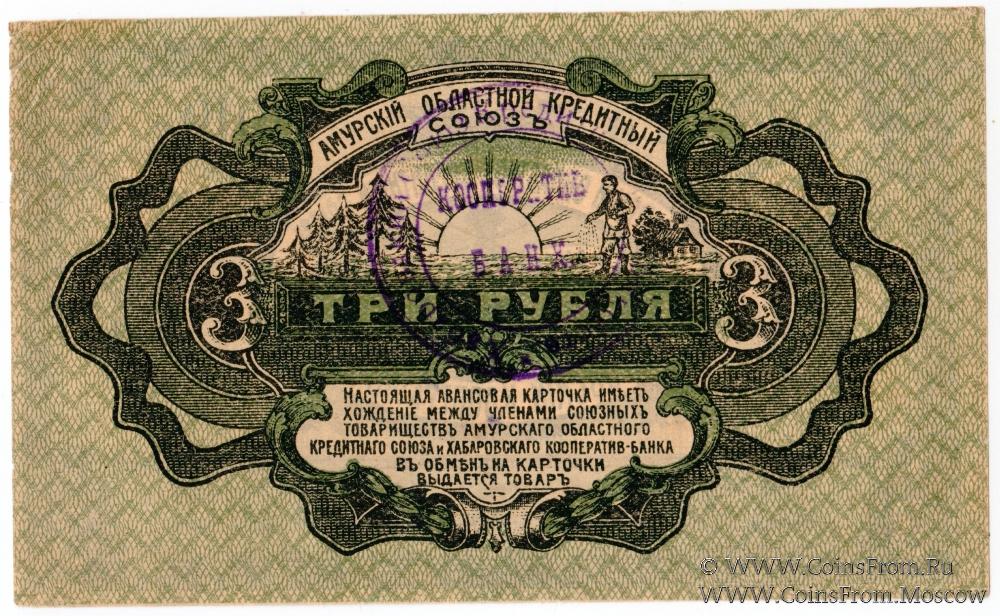 АМУРСКІЙ ОБЛАСТНОЙ КРЕДИТНЫЙ
СОЮЗЪ
КООПЕРАТИВ
БАНК
3 ТРИ РУБЛЯ 3
НАСТОЯЩАЯ АВАНСОВАЯ КАРТОЧКА ИМѢЕТЪ
ХОЖДЕНІЕ МЕЖДУ ЧЛЕНАМИ СОЮЗНЫХЪ
ТОВАРИЩЕСТВЪ АМУРСКАГО ОБЛАСТНОГО
КРЕДИТНАГО СОЮЗА И ХАБАРОВСКАГО КООПЕРАТИВ-БАНКА
ВЪ ОБМѢНЪ НА КАРТОЧКИ
ВЫДАЕТСЯ ТОВАРЪ
© WWW.CoinsFrom.Ru
© WWW.CoinsFrom.Moscow